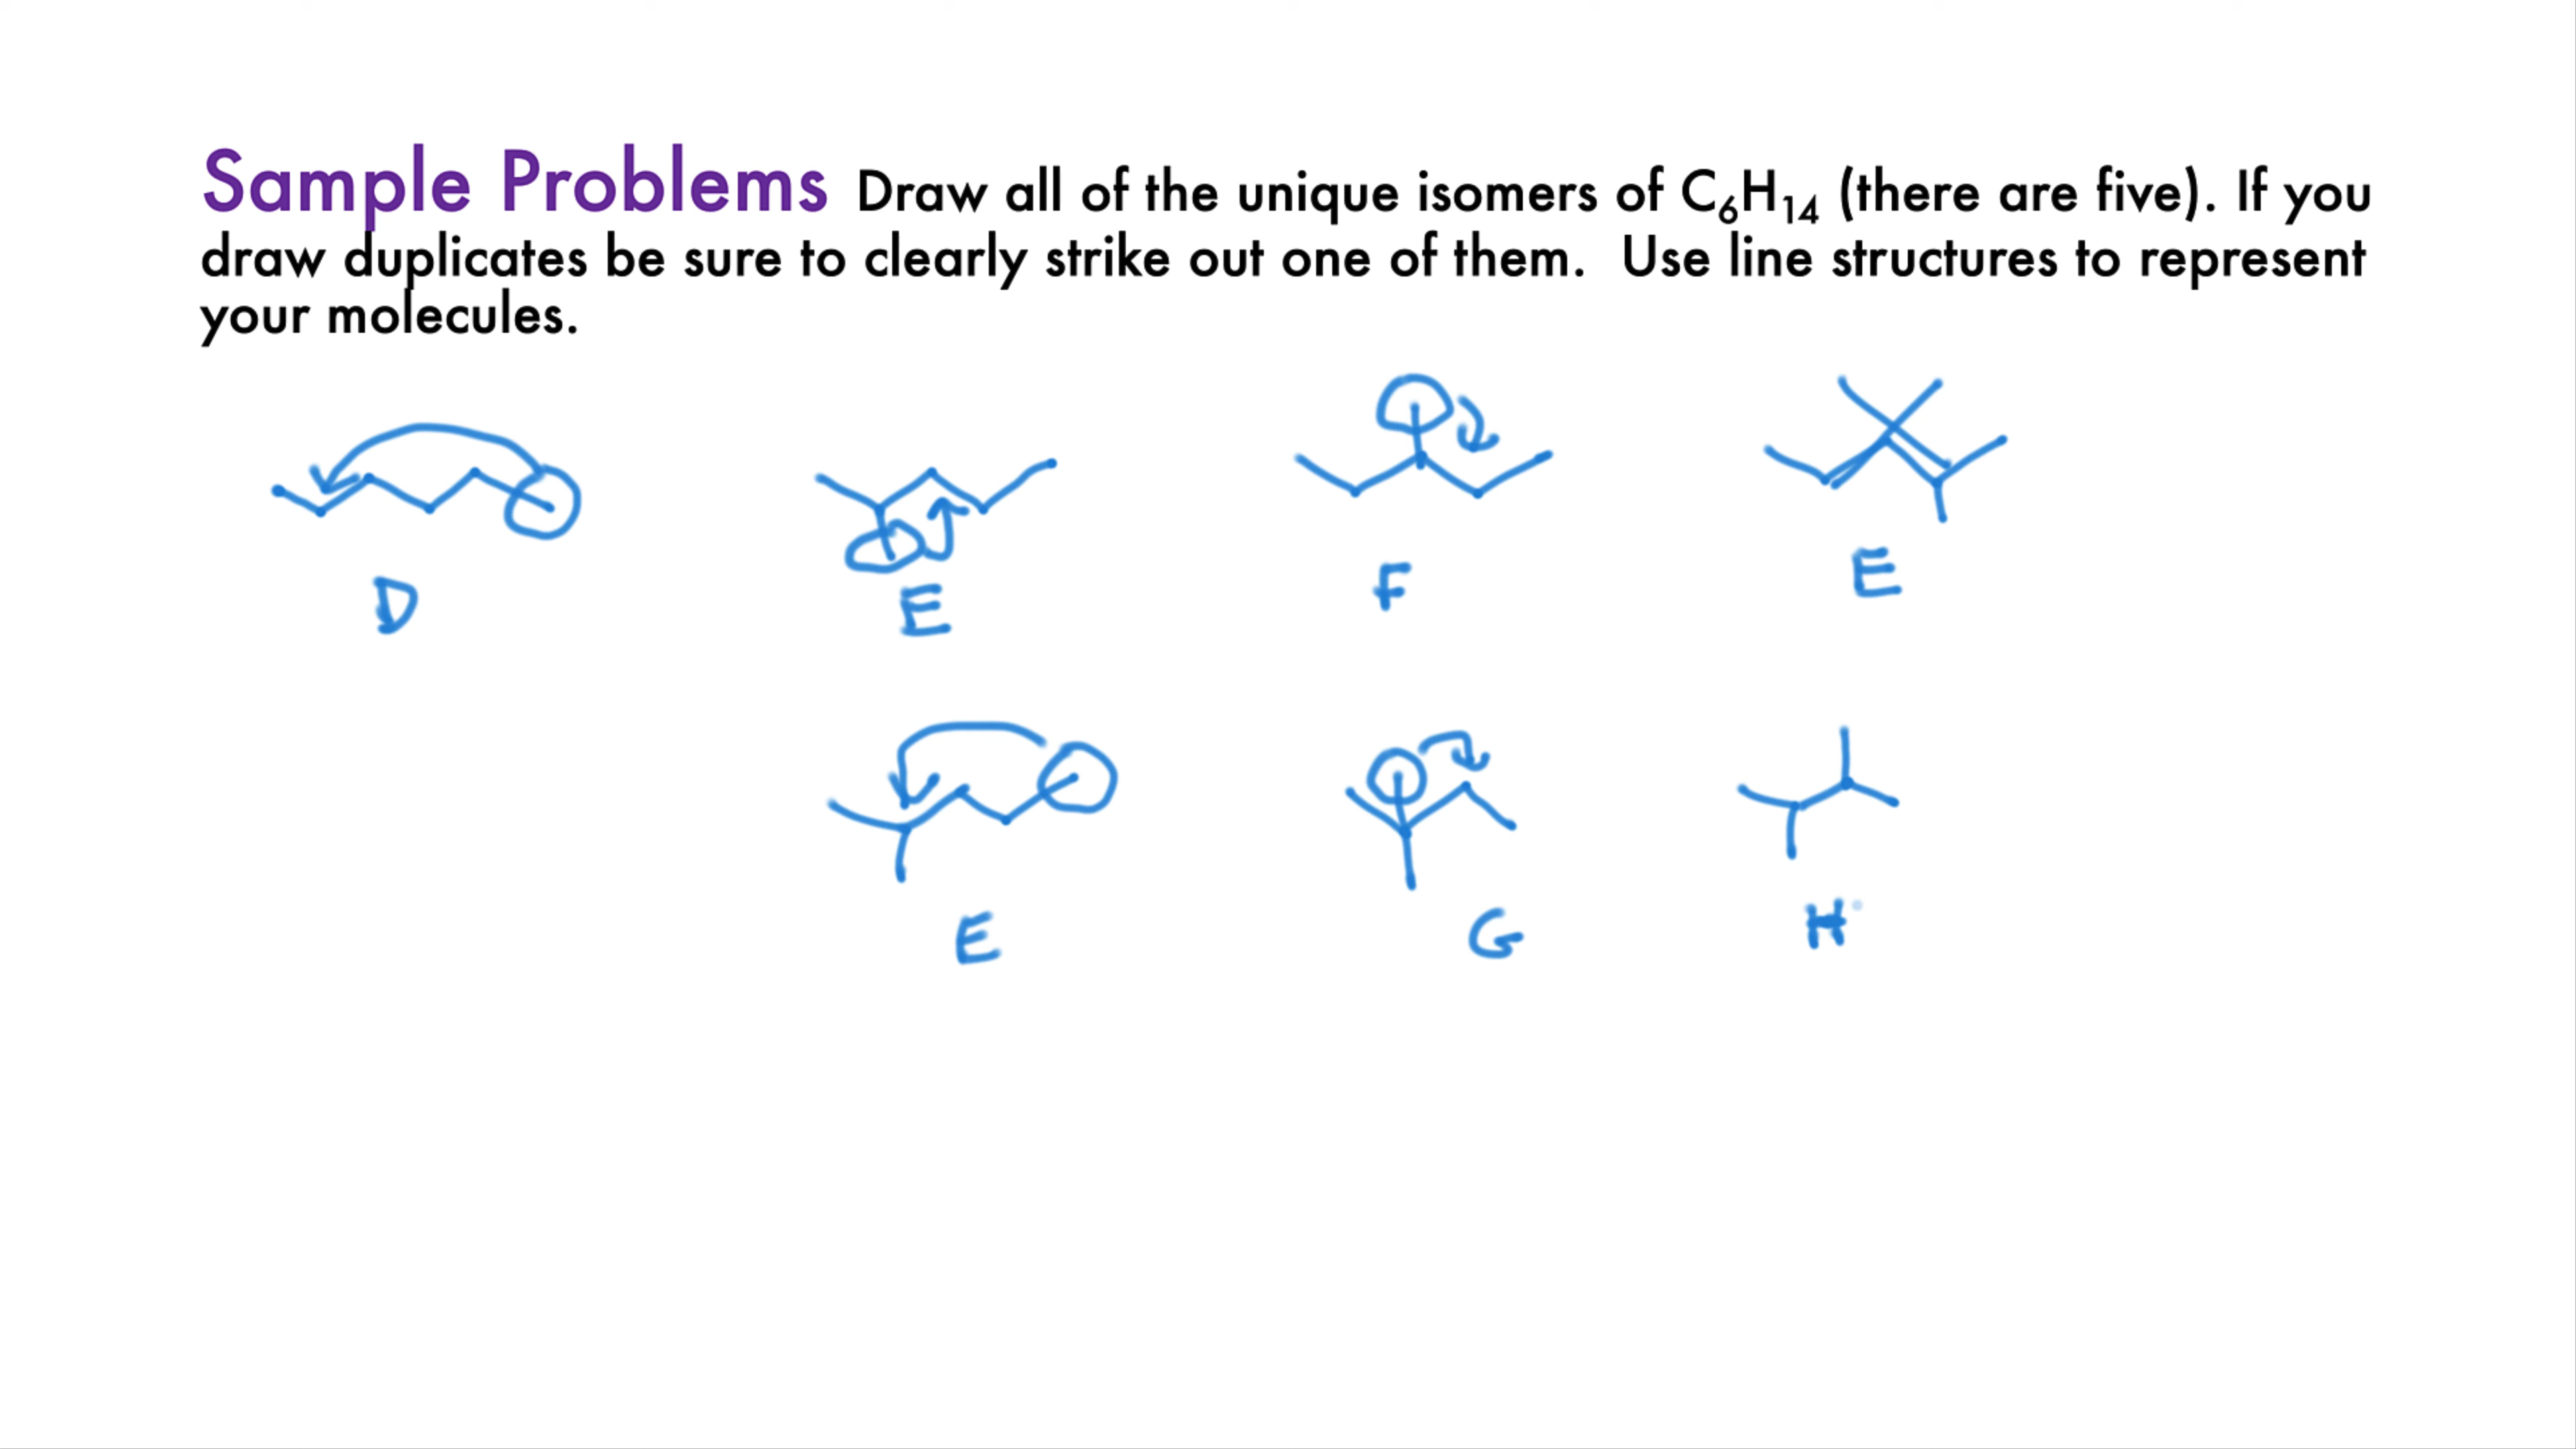 Sample Problems Draw all of the unique isomers of C₆H₁₄ (there are five). If you
draw duplicates be sure to clearly strike out one of them. Use line structures to represent
your molecules.
D E F E
E G H